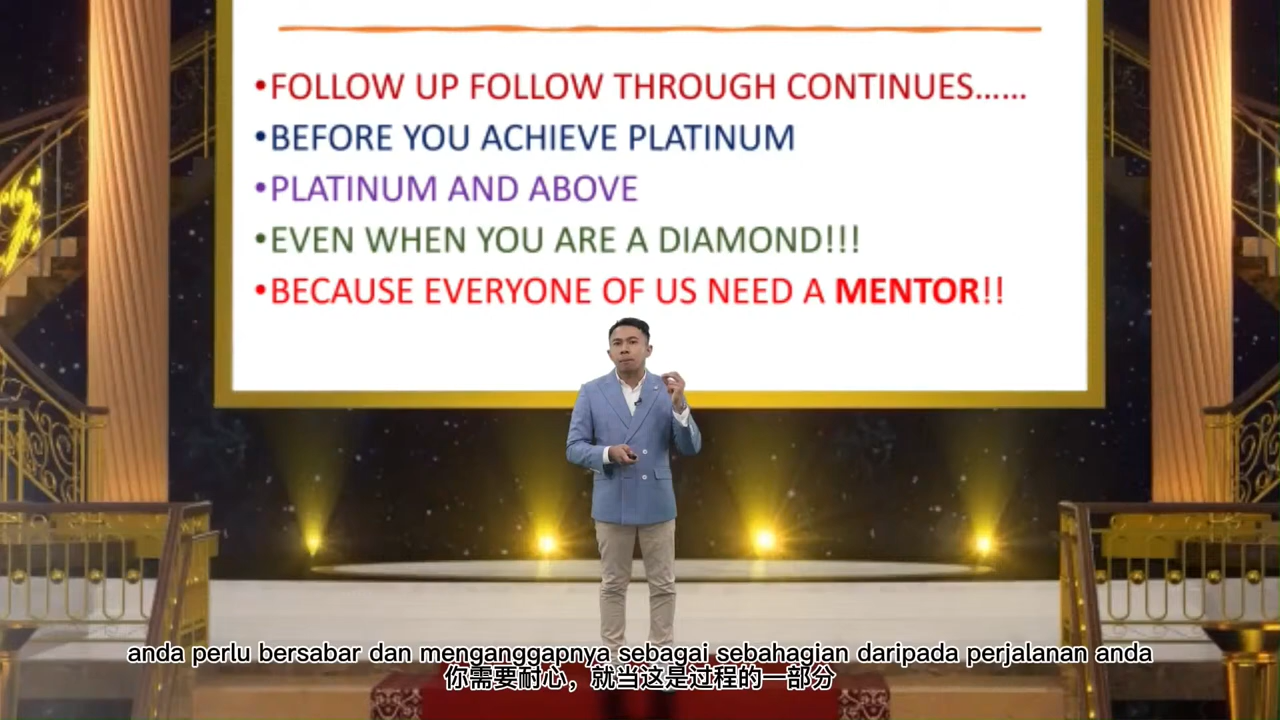 •FOLLOW UP FOLLOW THROUGH CONTINUES……
•BEFORE YOU ACHIEVE PLATINUM
•PLATINUM AND ABOVE
•EVEN WHEN YOU ARE A DIAMOND!!!
•BECAUSE EVERYONE OF US NEED A MENTOR!!
anda perlu bersabar dan menganggapnya sebagai sebahagian daripada perjalanan anda
你需要耐心，就当这是过程的一部分